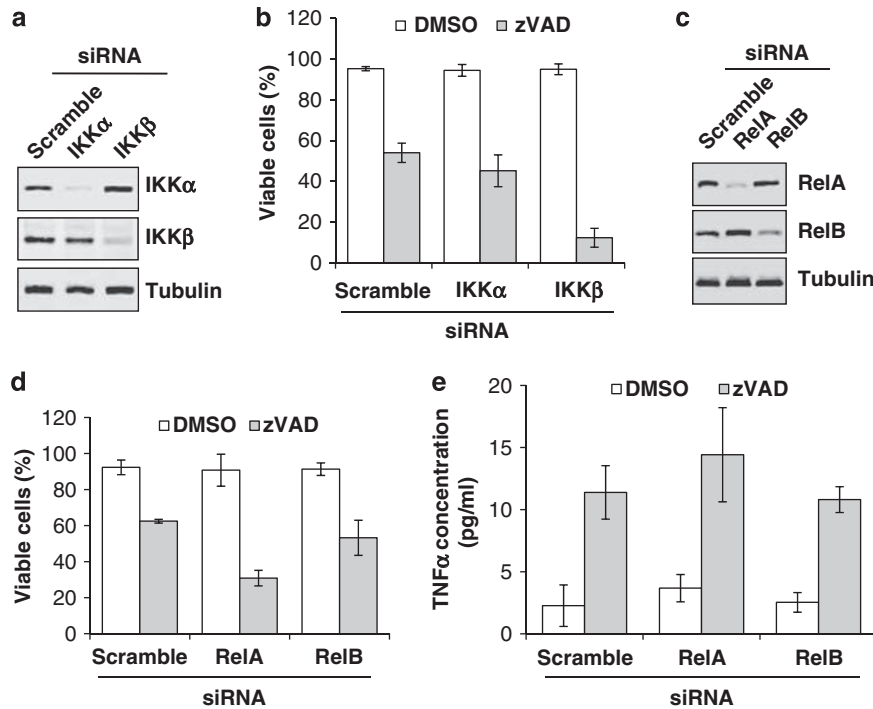 a
siRNA
Scramble
IKKα
IKKβ
IKKα
IKKβ
Tubulin
b
DMSO zVAD
Viable cells (%)
120
100
80
60
40
20
0
Scramble IKKα IKKβ
siRNA
c
siRNA
Scramble
RelA
RelB
RelA
RelB
Tubulin
d
DMSO zVAD
Viable cells (%)
120
100
80
60
40
20
0
Scramble RelA RelB
siRNA
e
DMSO zVAD
TNFα concentration
(pg/ml)
20
15
10
5
0
Scramble RelA RelB
siRNA